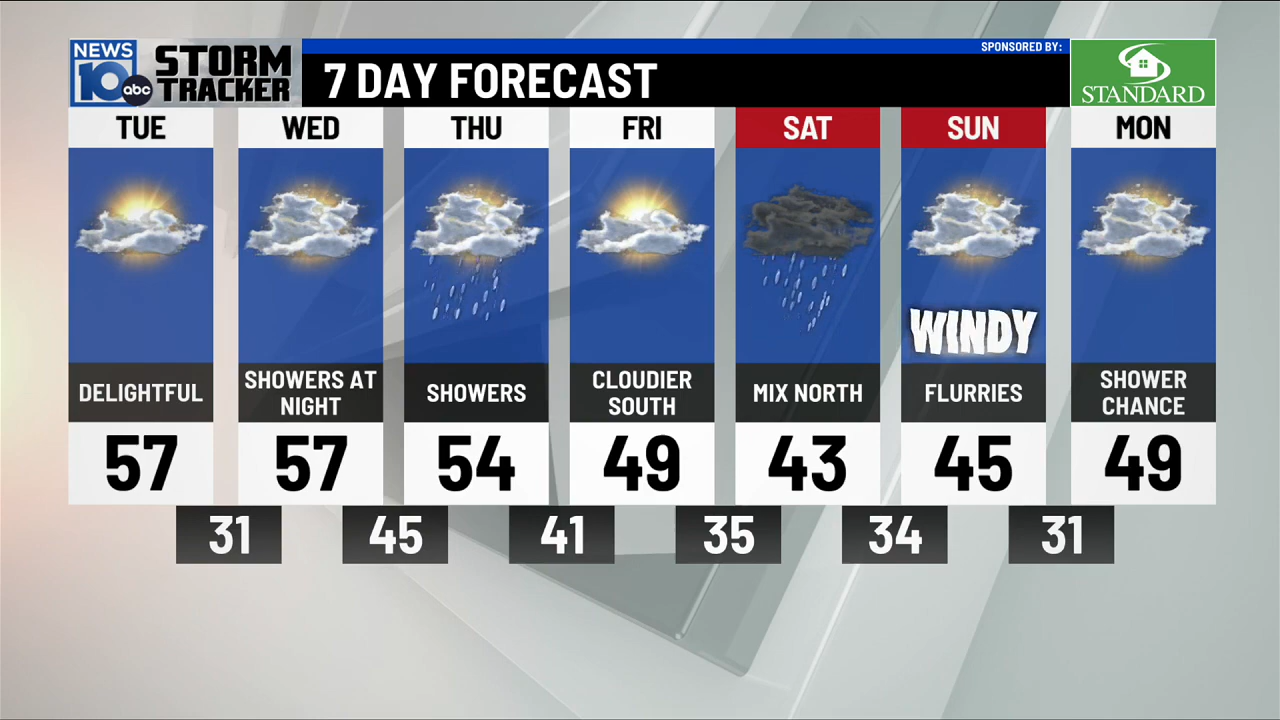 NEWS
10
abc
STORM
TRACKER
7 DAY FORECAST
SPONSORED BY:
STANDARD
TUE
WED
THU
FRI
SAT
SUN
MON
WINDY
DELIGHTFUL
SHOWERS AT
NIGHT
SHOWERS
CLOUDIER
SOUTH
MIX NORTH
FLURRIES
SHOWER
CHANCE
57
57
54
49
43
45
49
31
45
41
35
34
31